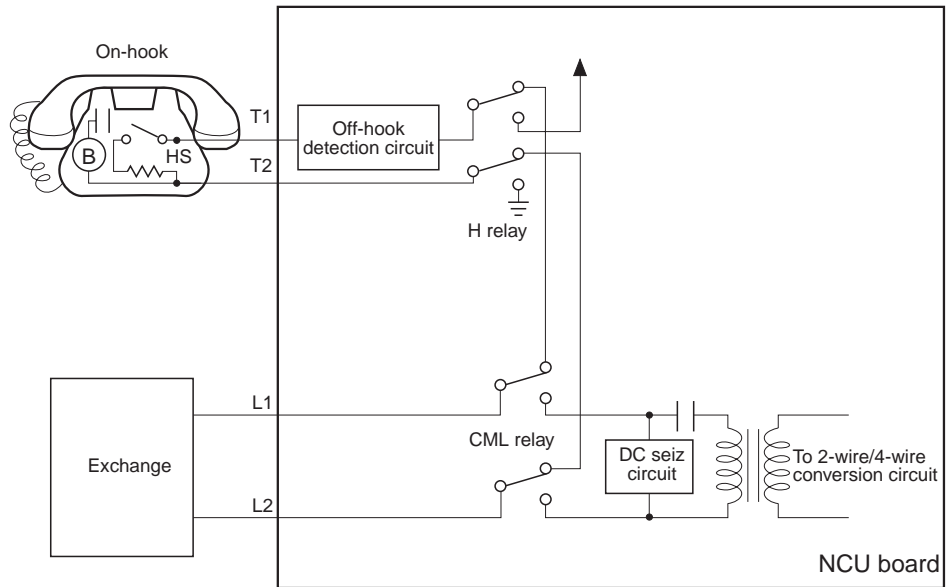 On-hook
T1
Off-hook
detection circuit
B
HS
T2
H relay
L1
CML relay
Exchange
DC seiz
circuit
To 2-wire/4-wire
conversion circuit
L2
NCU board